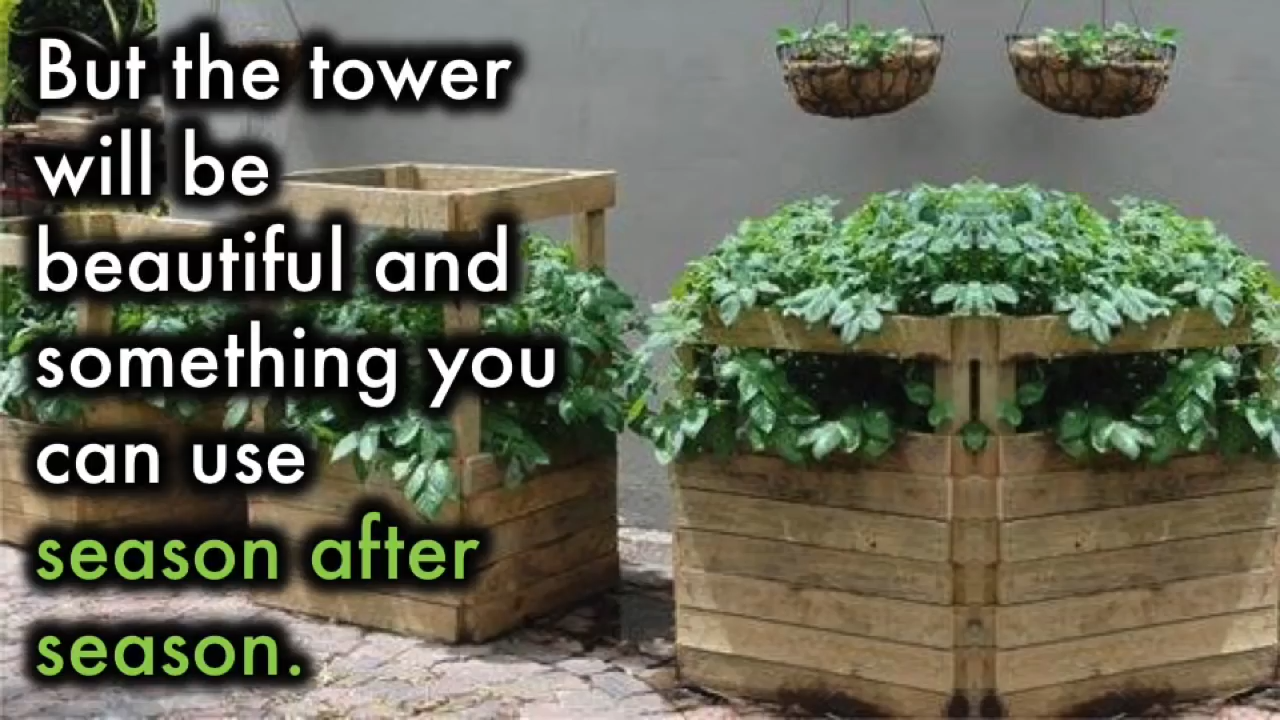 But the tower
will be
beautiful and
something you
can use
season after
season.